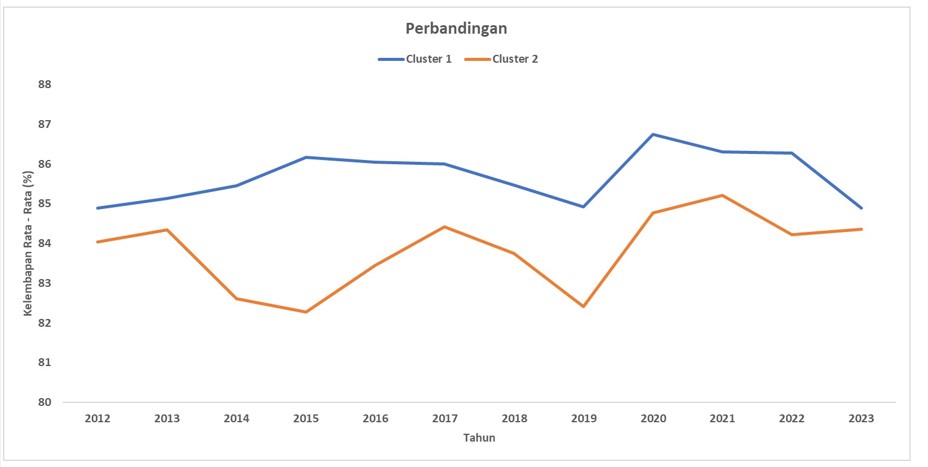 Perbandingan
Cluster 1 Cluster 2
88
87
86
85
84
83
82
81
80
Kelembapan Rata - Rata (%)
2012 2013 2014 2015 2016 2017 2018 2019 2020 2021 2022 2023
Tahun